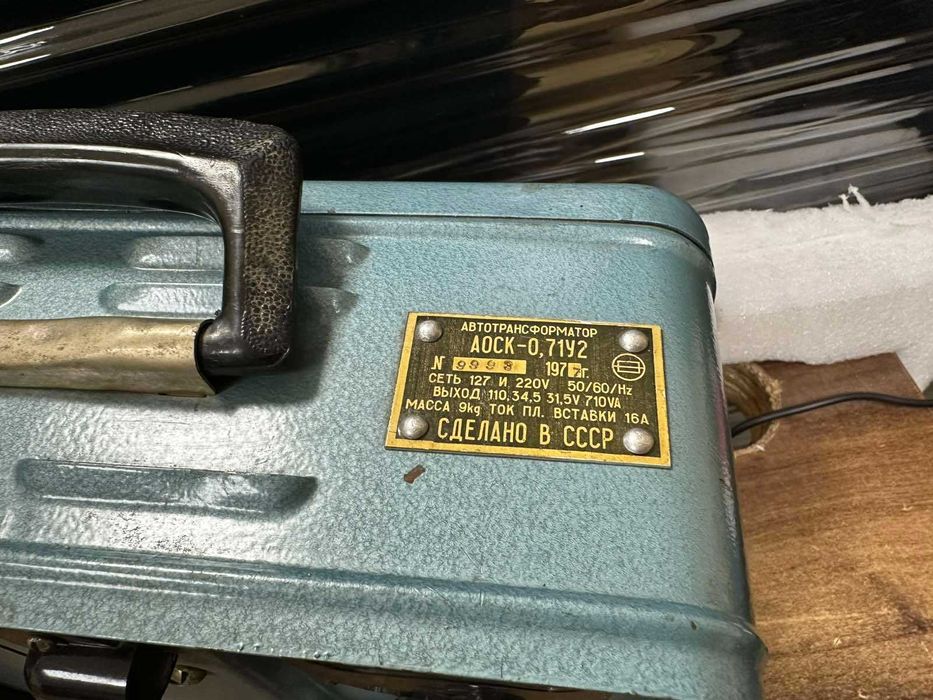 АВТОТРАНСФОРМАТОР
АОСК-0,71У2
№ 9998 1977г.
СЕТЬ 127 И 220V 50/60/Hz
ВЫХОД 110,34,5 31,5V 710VA
МАССА 9kg ТОК ПЛ. ВСТАВКИ 16А
СДЕЛАНО В СССР